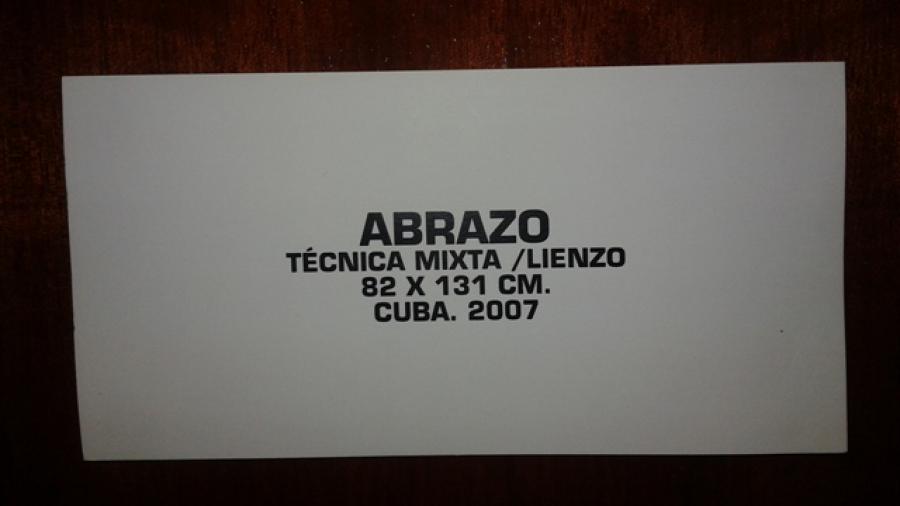 ABRAZO
TÉCNICA MIXTA /LIENZO
82 X 131 CM.
CUBA. 2007